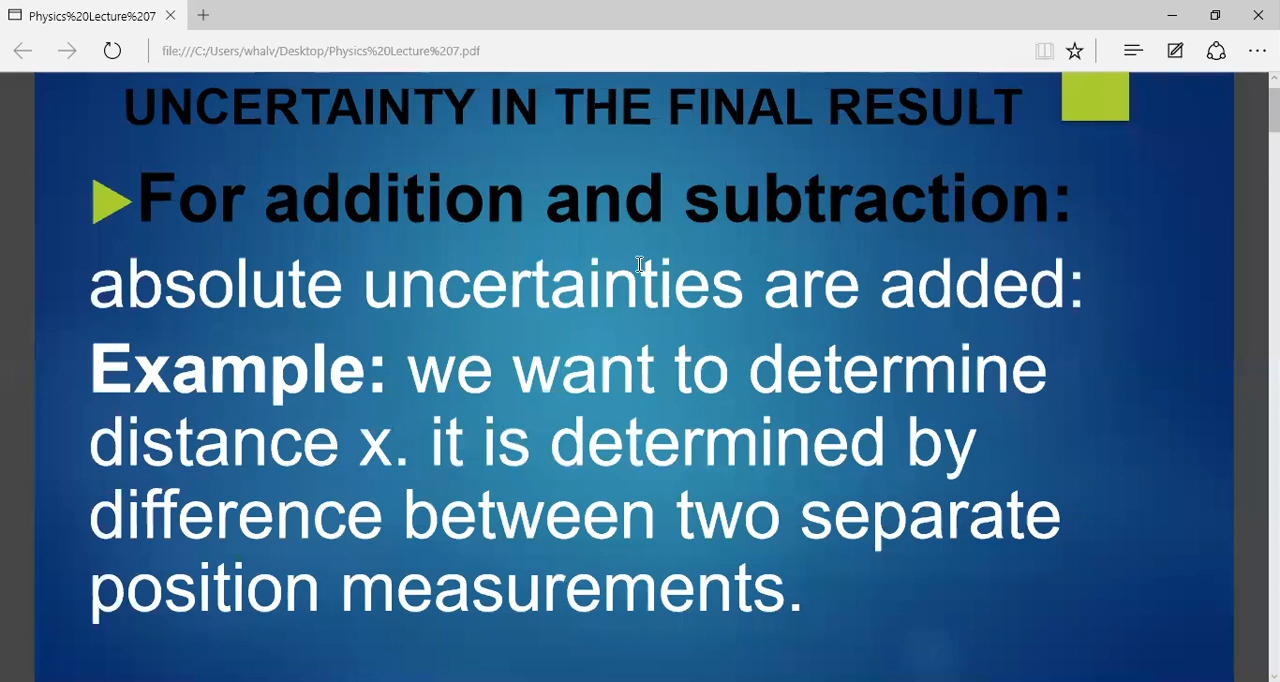 Physics%20Lecture%207
file:///C:/Users/whalv/Desktop/Physics%20Lecture%207.pdf
UNCERTAINTY IN THE FINAL RESULT
For addition and subtraction:
absolute uncertainties are added:
Example: we want to determine
distance x. it is determined by
difference between two separate
position measurements.